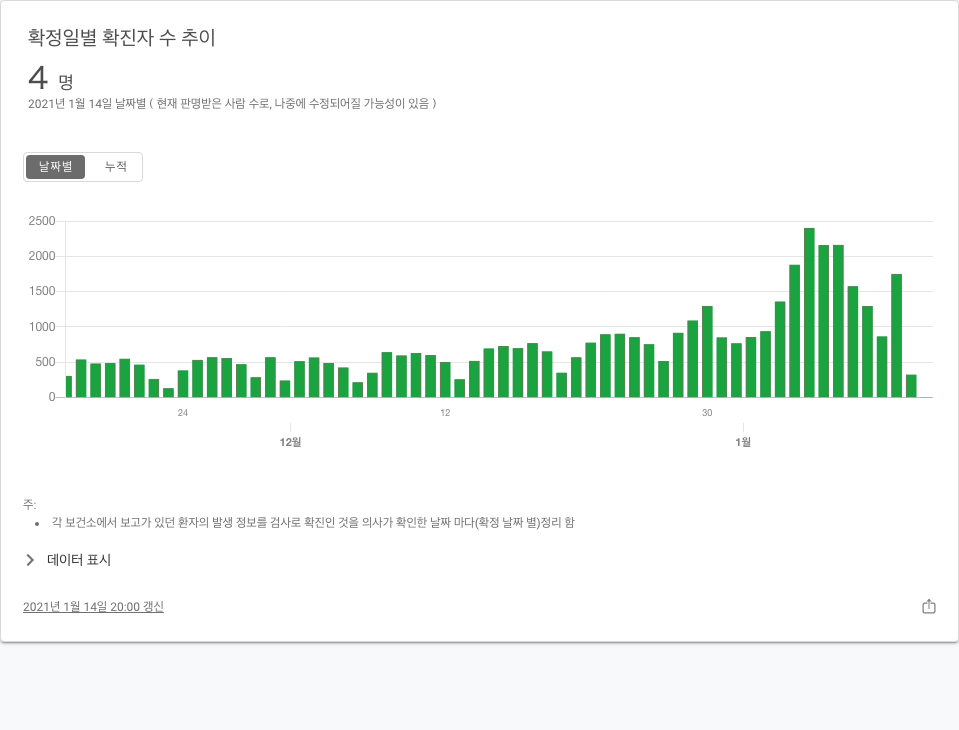 확정일별 확진자 수 추이
4 명
2021년 1월 14일 날짜별 ( 현재 판명받은 사람 수로, 나중에 수정되어질 가능성이 있음 )
날짜별 누적
2500
2000
1500
1000
500
0
24 12 30
12월 1월
주:
• 각 보건소에서 보고가 있던 환자의 발생 정보를 검사로 확진인 것을 의사가 확인한 날짜 마다(확정 날짜 별)정리 함
데이터 표시
2021년 1월 14일 20:00 갱신